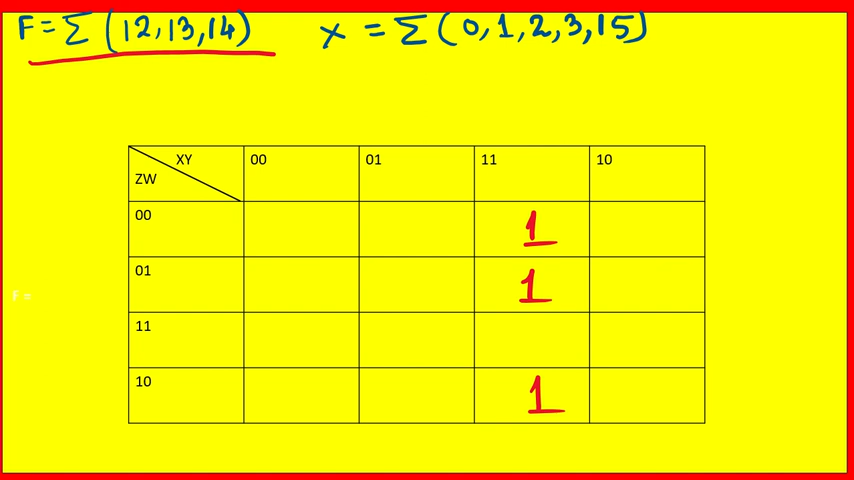 F = Σ (12,13,14) x = Σ (0,1,2,3,15)
XY
ZW
00 01 11 10
00 1
01 1
F =
11
10 1